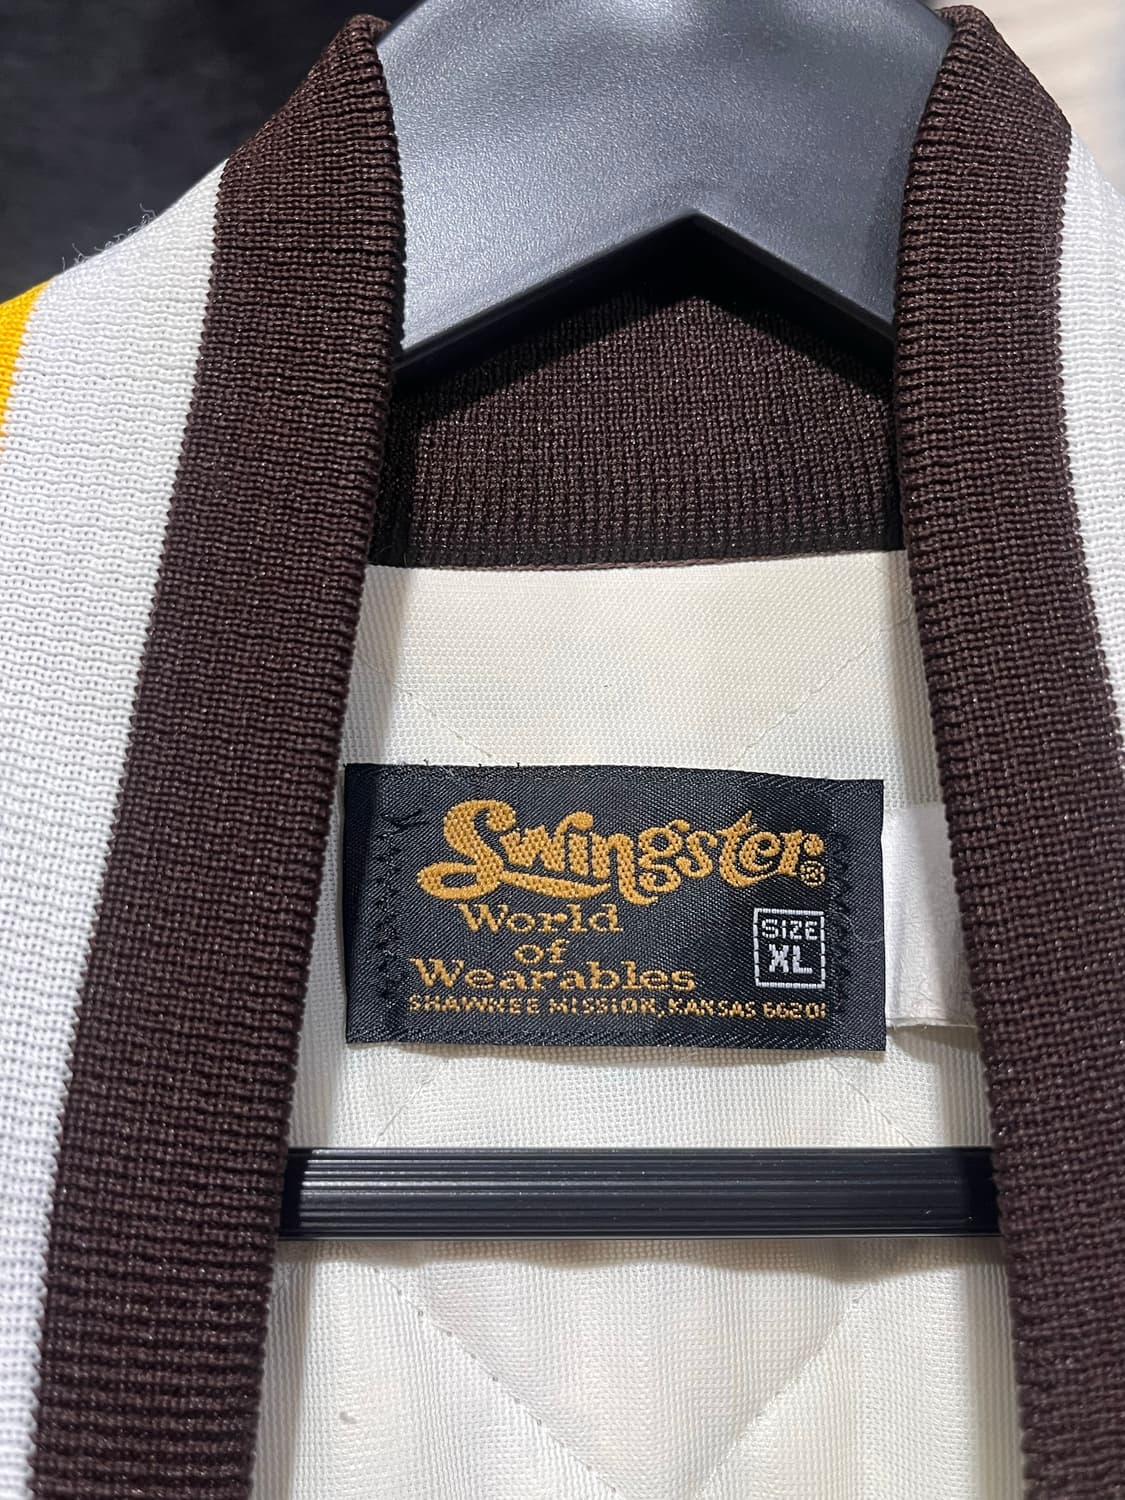 Swingster®
World
of
Wearables
SHAWNEE MISSION, KANSAS 66201
SIZE
XL